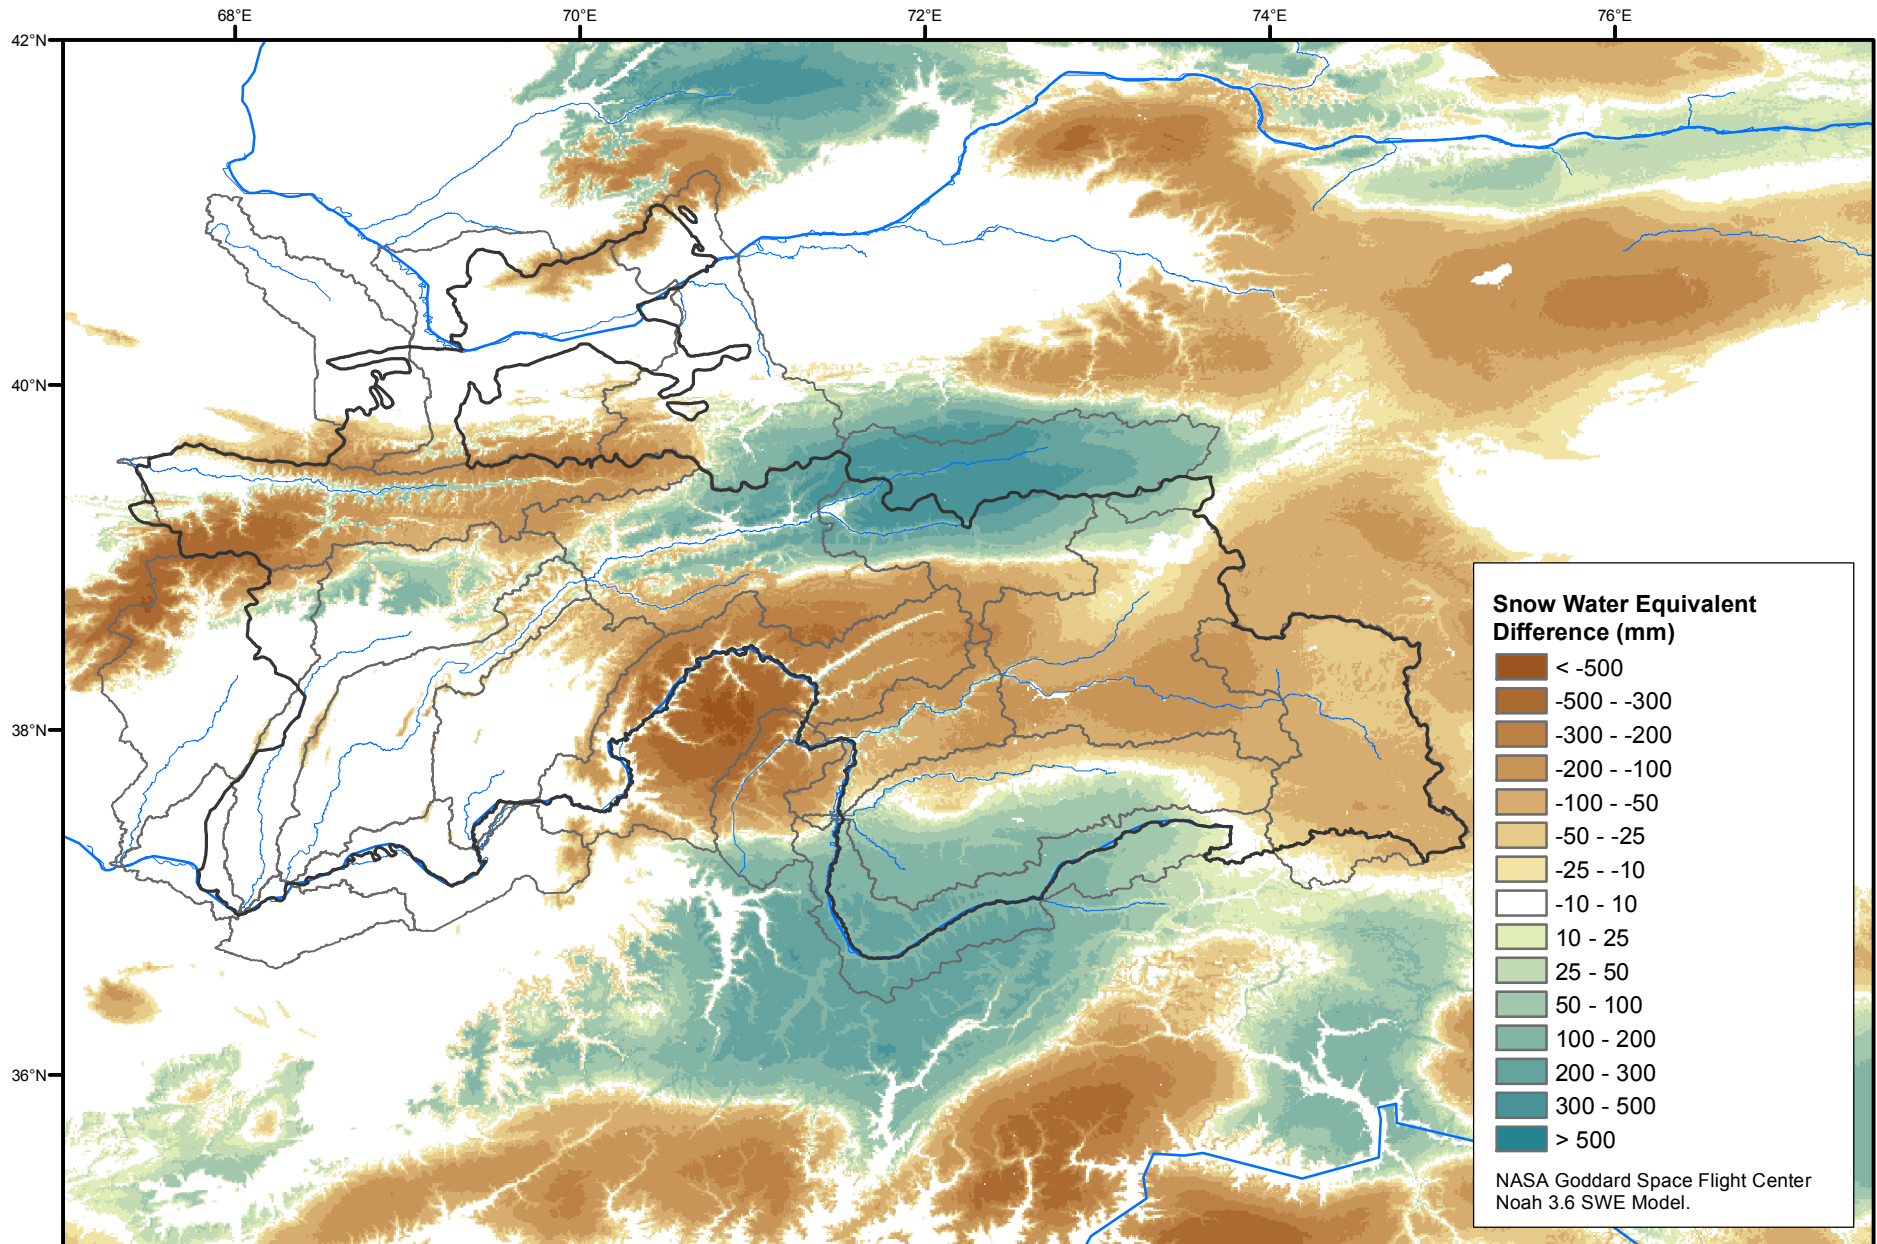 68°E
70°E
72°E
74°E
76°E
42°N
40°N
38°N
36°N
Snow Water Equivalent
Difference (mm)
< -500
-500 - -300
-300 - -200
-200 - -100
-100 - -50
-50 - -25
-25 - -10
-10 - 10
10 - 25
25 - 50
50 - 100
100 - 200
200 - 300
300 - 500
> 500
NASA Goddard Space Flight Center
Noah 3.6 SWE Model.